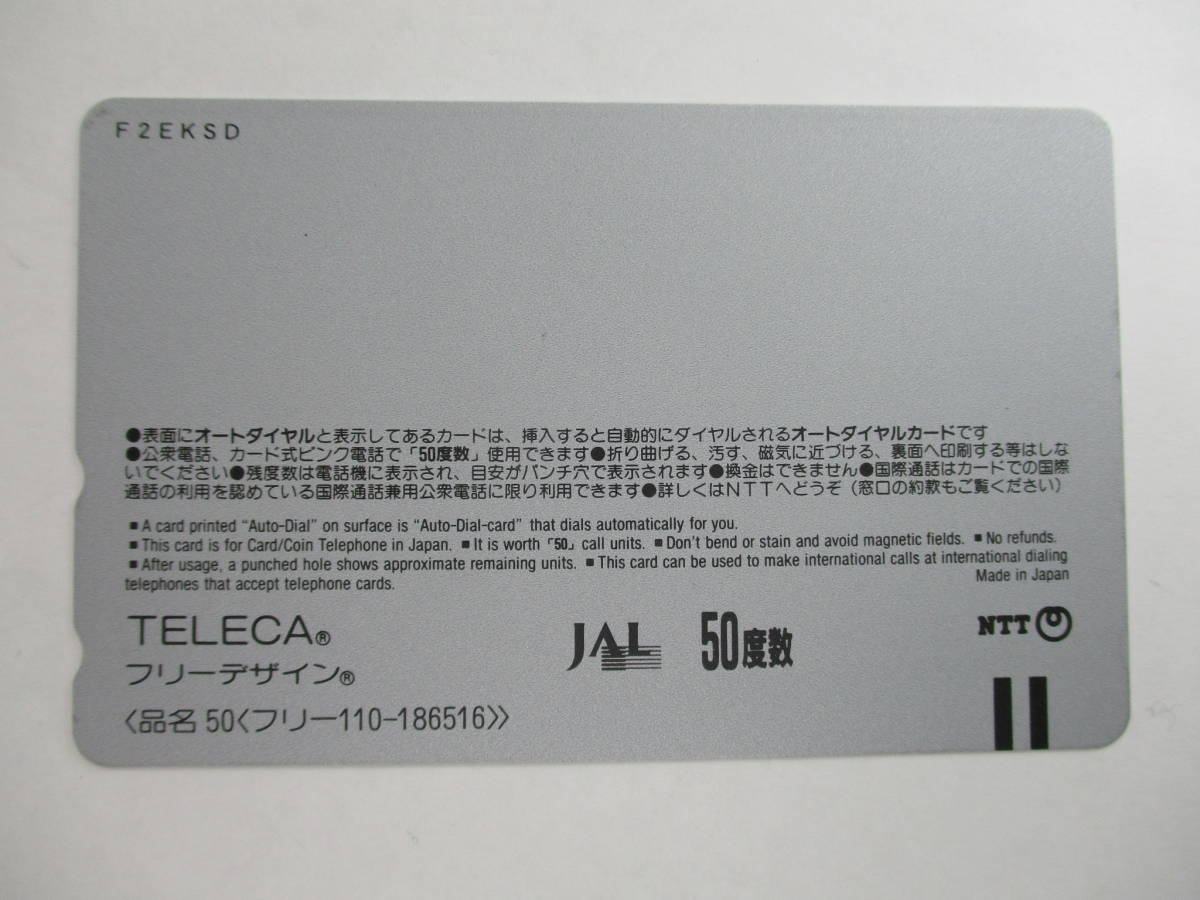 F2EKSD
●表面にオートダイヤルと表示してあるカードは、挿入すると自動的にダイヤルされるオートダイヤルカードです
●公衆電話、カード式ピンク電話で「50度数」使用できます●折り曲げる、汚す、磁気に近づける、裏面へ印刷する等はしな
いでください●残度数は電話機に表示され、目安がパンチ穴で表示されます●換金はできません●国際通話はカードでの国際
通話の利用を認めている国際通話兼用公衆電話に限り利用できます●詳しくはNTTへどうぞ（窓口の約款もご覧ください）
■A card printed “Auto-Dial” on surface is “Auto-Dial-card” that dials automatically for you.
■This card is for Card/Coin Telephone in Japan. ■It is worth「50」call units. ■Don't bend or stain and avoid magnetic fields. ■No refunds.
■After usage, a punched hole shows approximate remaining units. ■This card can be used to make international calls at international dialing
telephones that accept telephone cards.
Made in Japan
TELECA®
フリーデザイン®
JAL
50度数
NTT
〈品名 50〈フリー110-186516〉〉